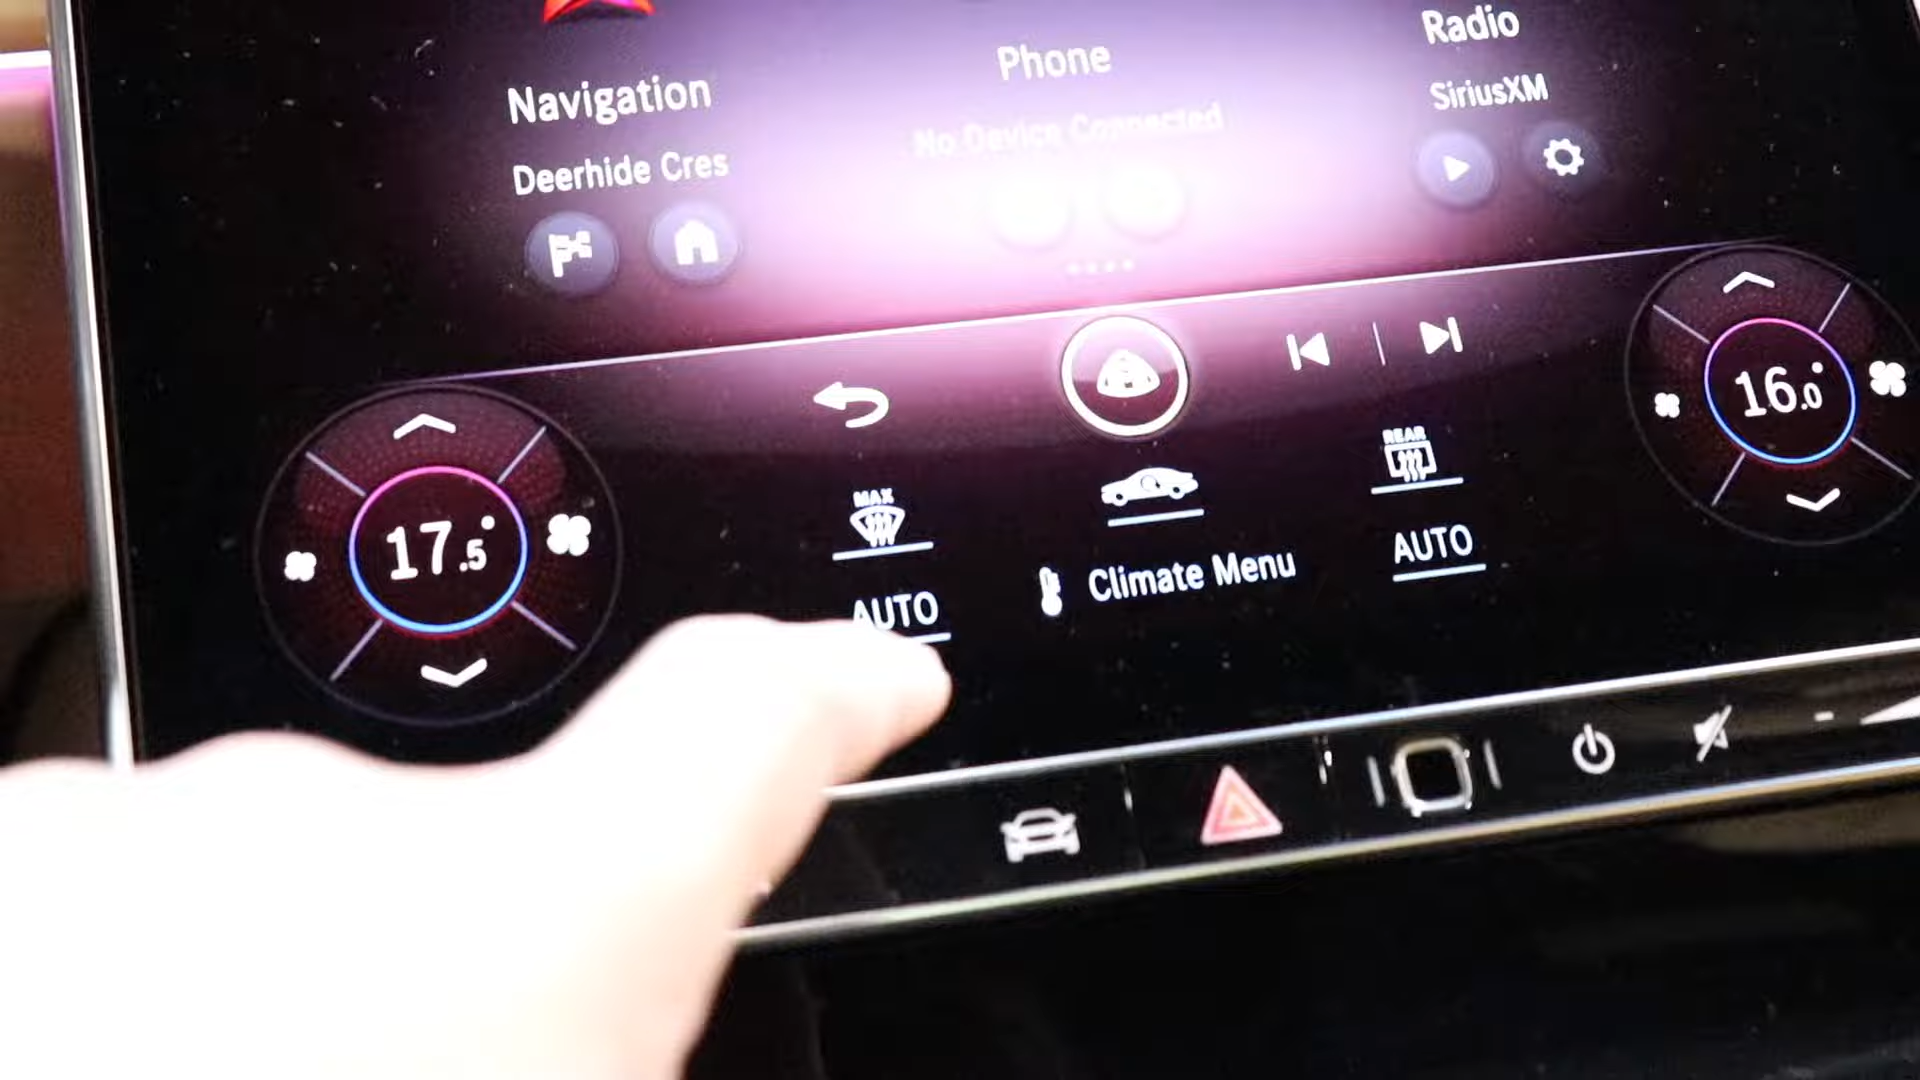 Navigation
Deerhide Cres
Phone
No Device Connected
Radio
SiriusXM
17.5°
MAX
AUTO
Climate Menu
REAR
AUTO
16.0°